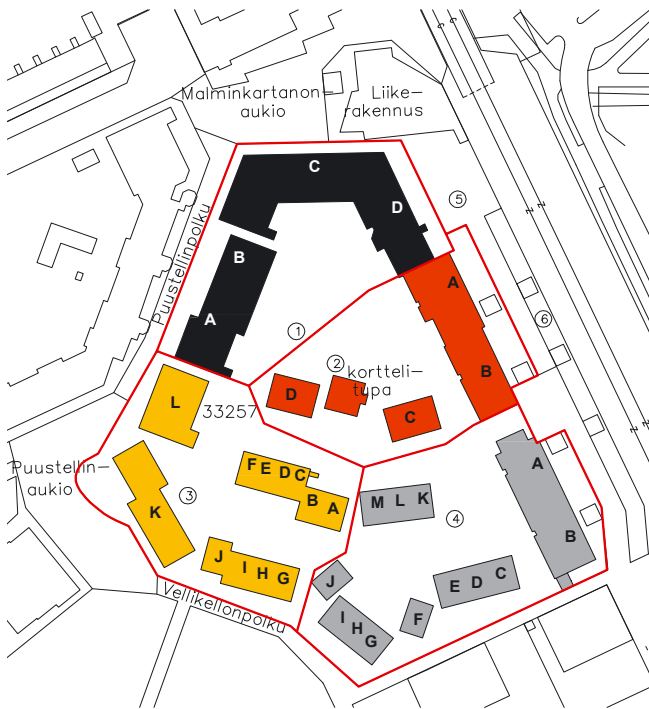 Malminkartanon-
aukio
Liike-
rakennus
C
D
5
Puustellinpolku
B
A
A
6
1
2
kortteli-
tupa
B
D
C
L
33257
Puustellin-
aukio
F E D C
B A
K
3
M L K
4
A
B
J I H G
J
E D C
I H G
F
Vellikellonpolku
N N
N N